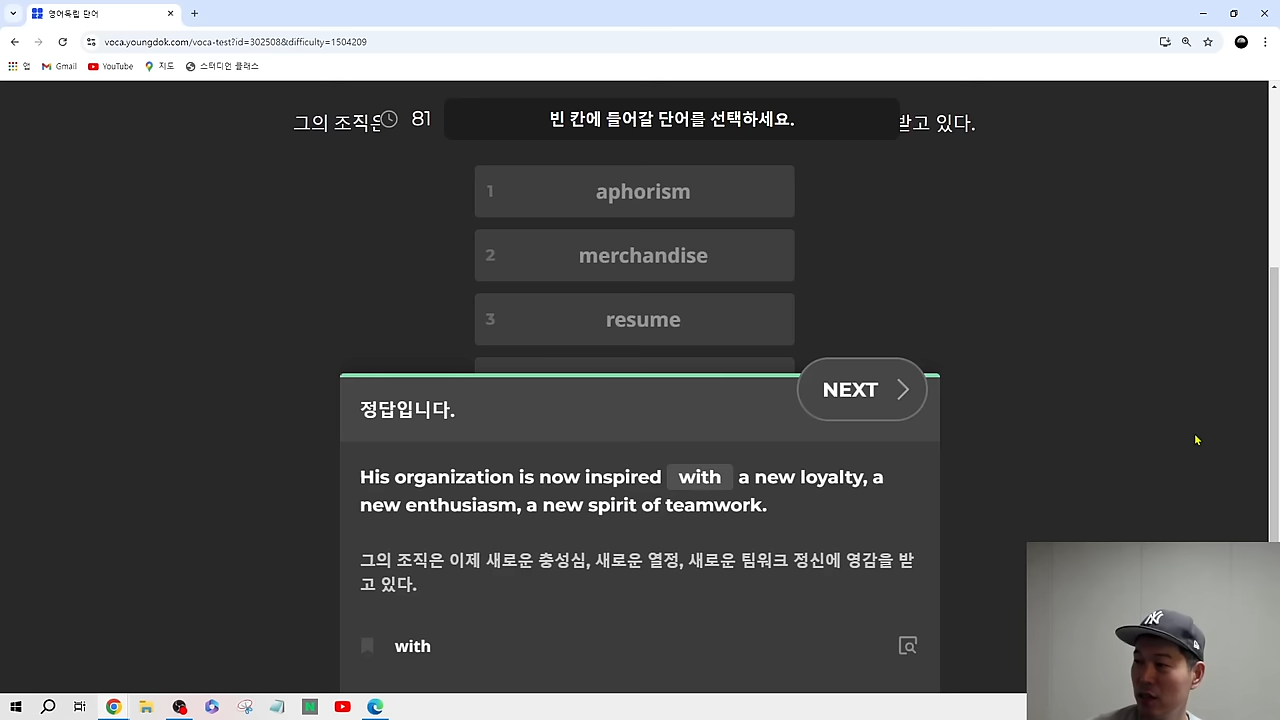 영어독립 단어
voca.youngdok.com/voca-test?id=302508&difficulty=1504209
앱 Gmail YouTube 지도 스터디언 클래스
그의 조직은 81 빈 칸에 들어갈 단어를 선택하세요. 받고 있다.
1 aphorism
2 merchandise
3 resume
NEXT
정답입니다.
His organization is now inspired with a new loyalty, a
new enthusiasm, a new spirit of teamwork.
그의 조직은 이제 새로운 충성심, 새로운 열정, 새로운 팀워크 정신에 영감을 받
고 있다.
with